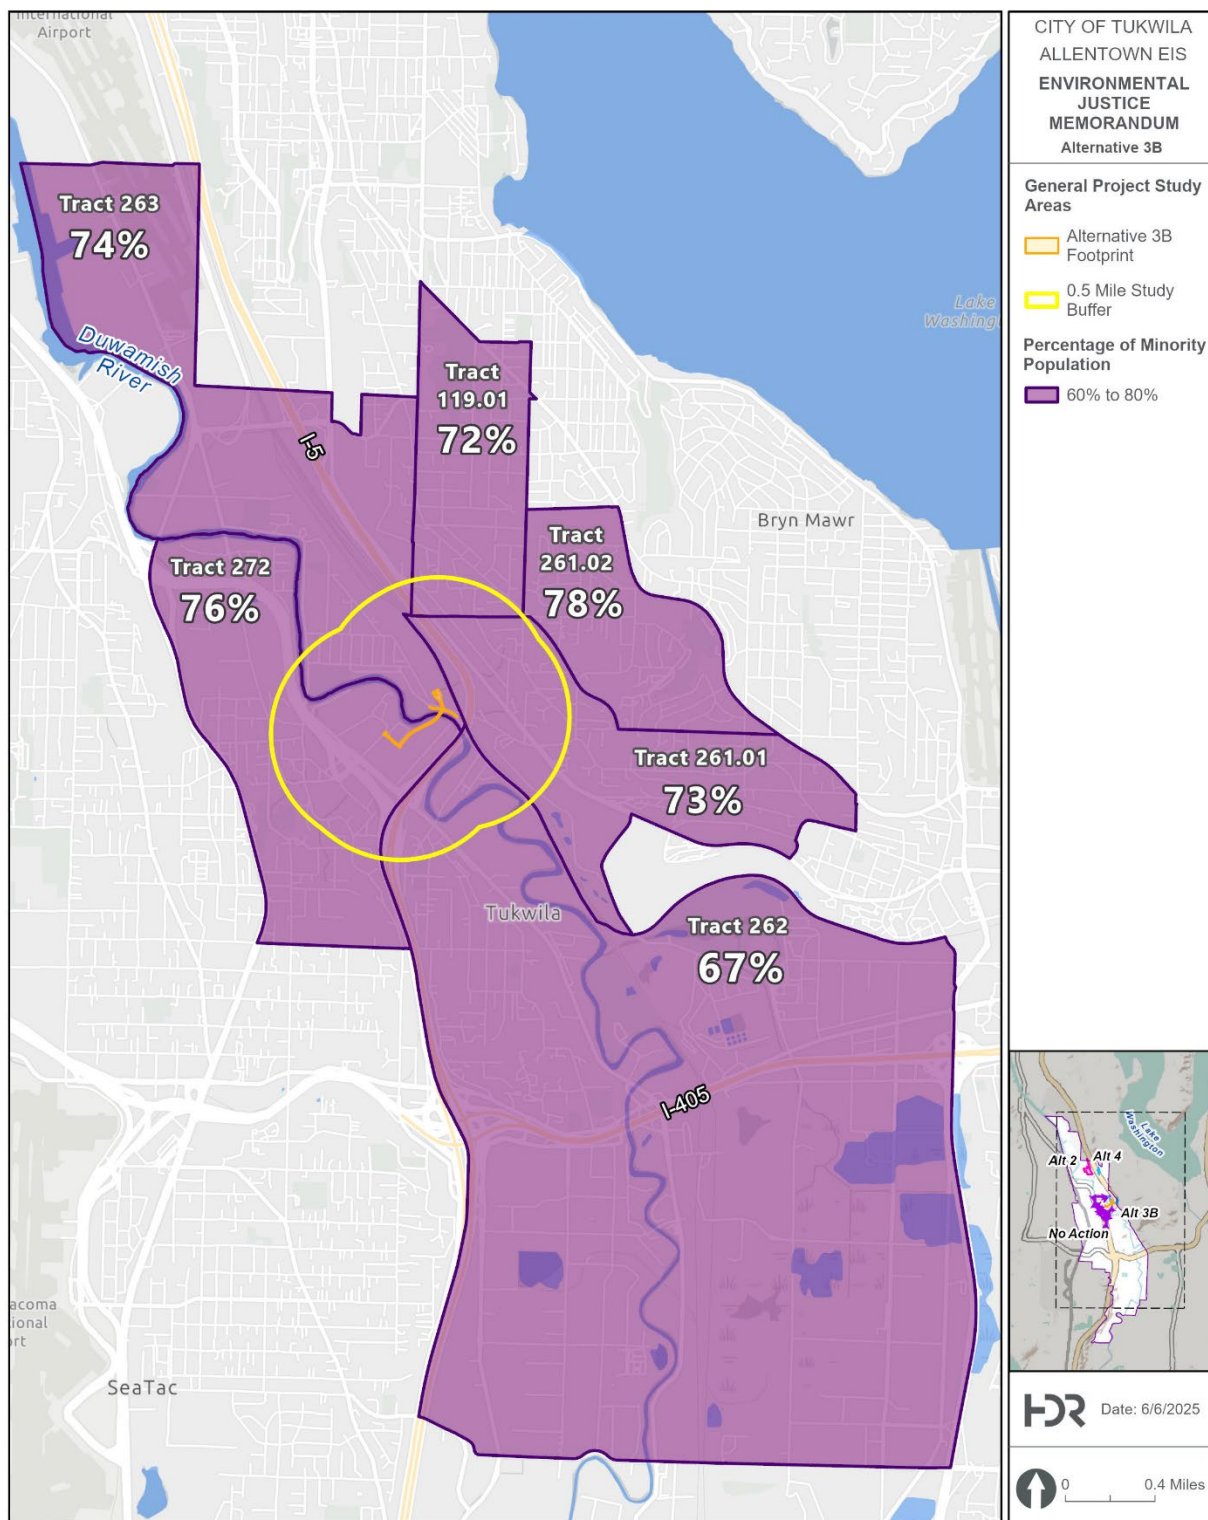 International
Airport
Tract 263
74%
Duwamish
River
I-5
Tract
119.01
72%
Lake
Bryn Mawr
Tract
261.02
78%
Tract 272
76%
Tract 261.01
73%
Tukwila
Tract 262
67%
I-405
SeaTac
CITY OF TUKWILA
ALLENTOWN EIS
ENVIRONMENTAL
JUSTICE
MEMORANDUM
Alternative 3B
General Project Study
Areas
Alternative 3B
Footprint
0.5 Mile Study
Buffer
Percentage of Minority
Population
60% to 80%
Lake
Washington
Alt 2
Alt 4
Alt 3B
No Action
HDR
Date: 6/6/2025
0
0.4 Miles